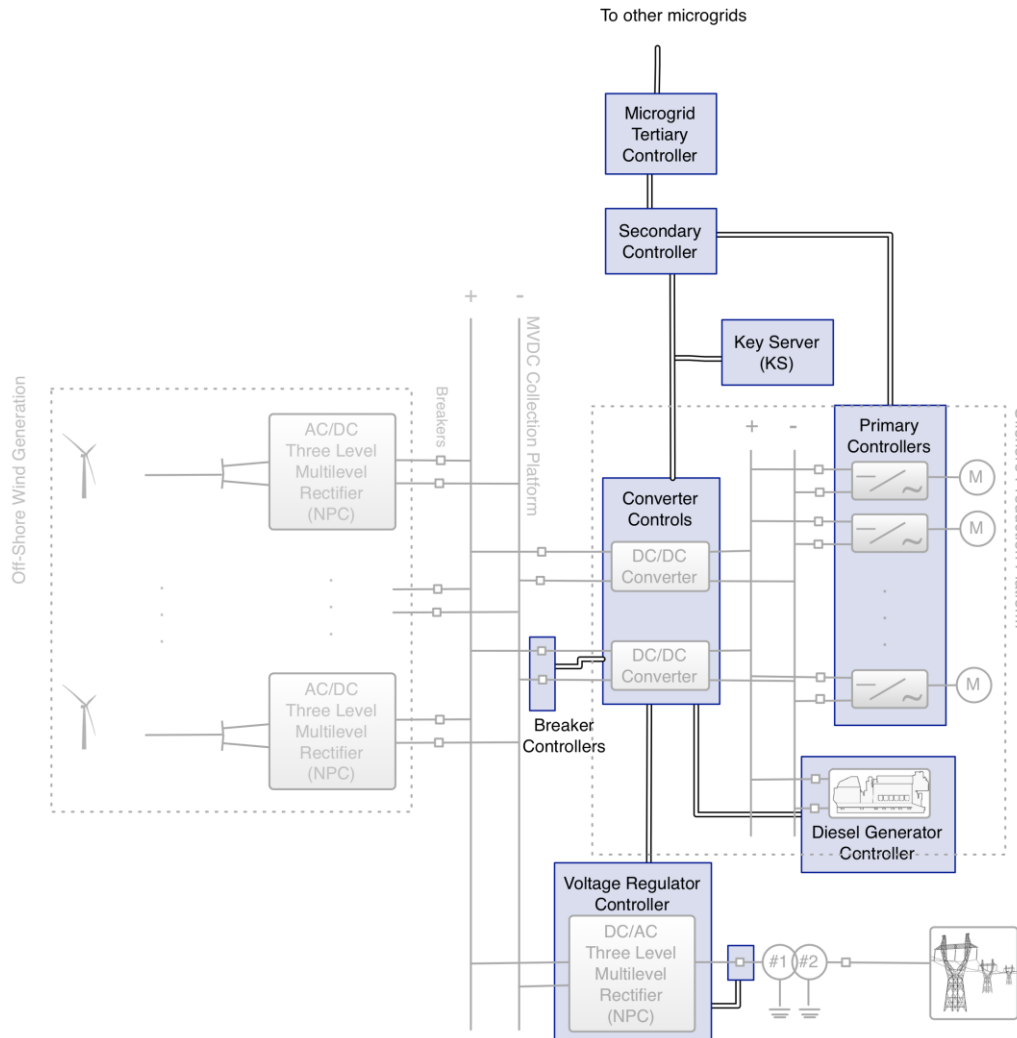 To other microgrids
Microgrid
Tertiary
Controller
Secondary
Controller
Key Server
(KS)
+
-
MVDC Collection Platform
Breakers
Off-Shore Wind Generation
AC/DC
Three Level
Multilevel
Rectifier
(NPC)
+
-
Primary
Controllers
M
M
Converter
Controls
DC/DC
Converter
DC/DC
Converter
M
AC/DC
Three Level
Multilevel
Rectifier
(NPC)
Breaker
Controllers
Diesel Generator
Controller
Voltage Regulator
Controller
DC/AC
Three Level
Multilevel
Rectifier
(NPC)
#1
#2